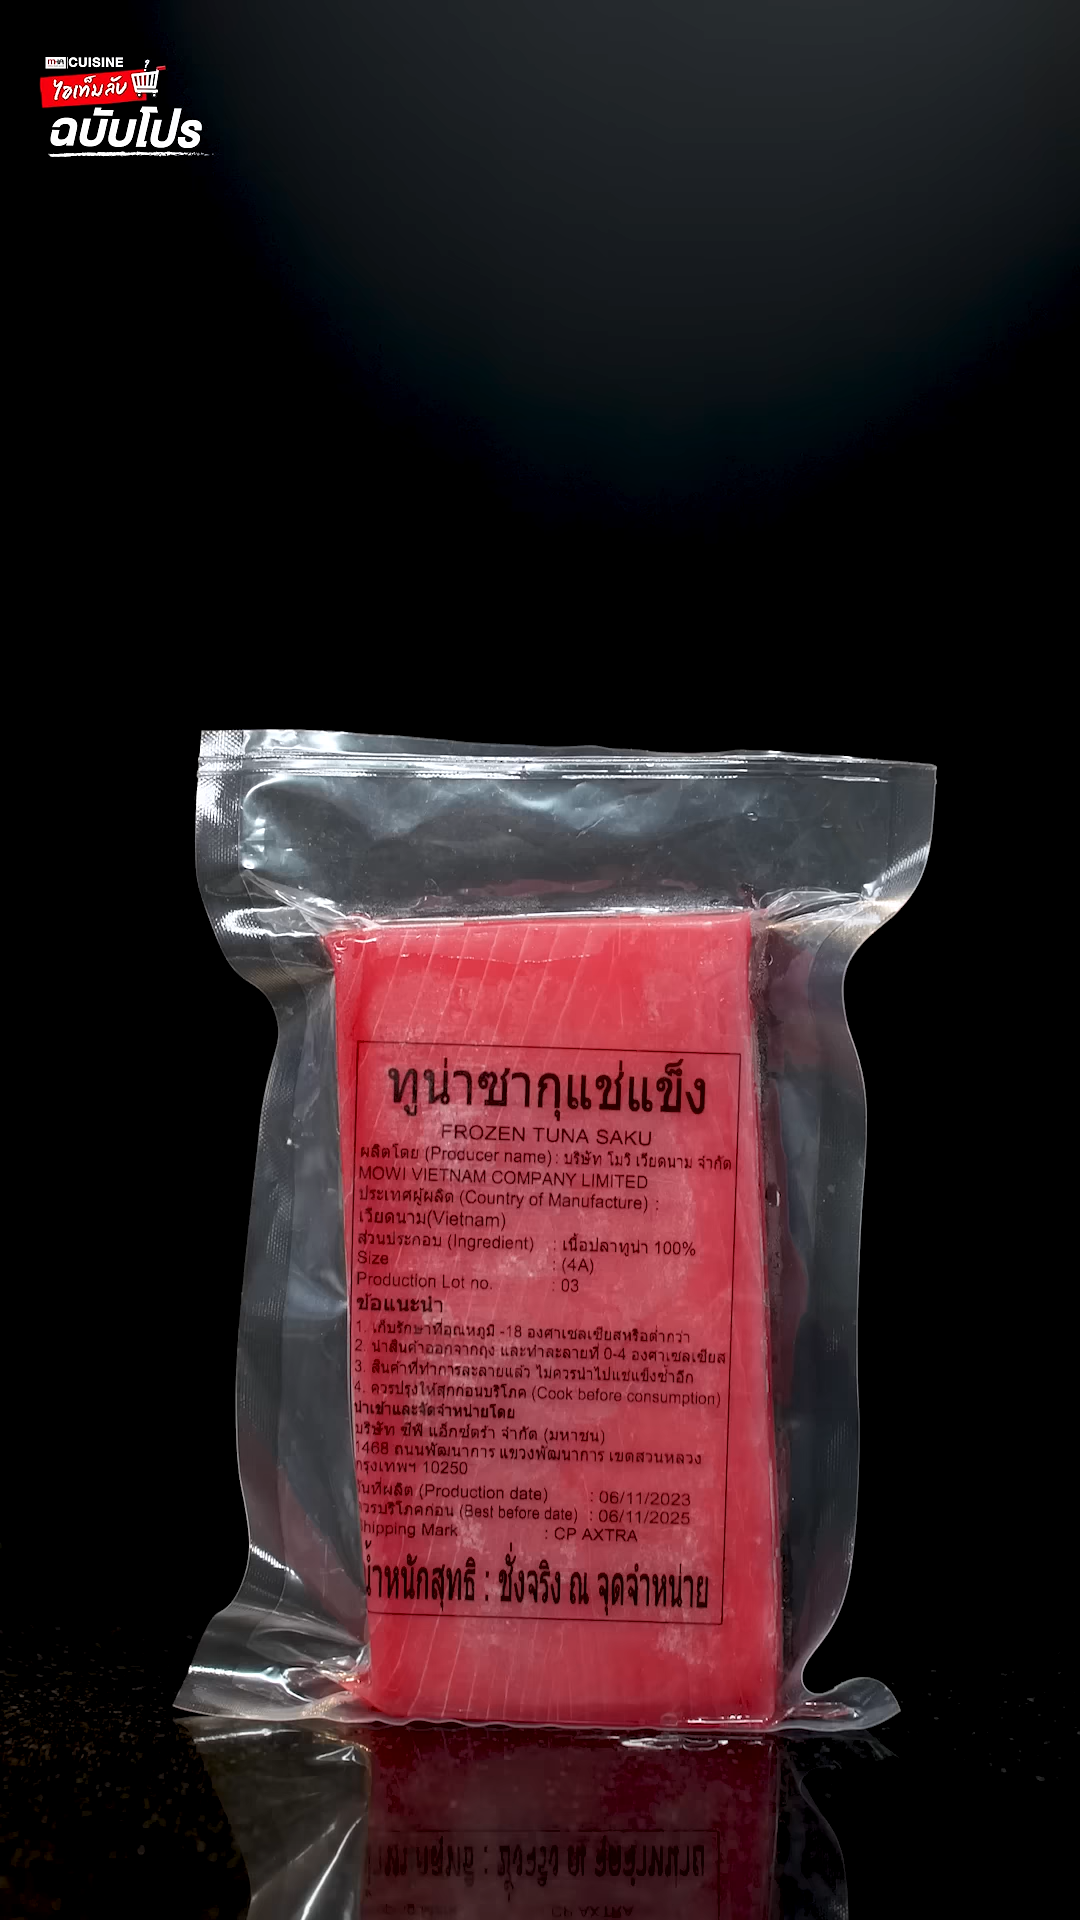 MHA CUISINE
ไอเท็มลับ
ฉบับโปร
ทูน่าซากุแช่แข็ง
FROZEN TUNA SAKU
ผลิตโดย (Producer name) : บริษัท โมวิ เวียดนาม จำกัด
MOWI VIETNAM COMPANY LIMITED
ประเทศผู้ผลิต (Country of Manufacture) :
เวียดนาม(Vietnam)
ส่วนประกอบ (Ingredient) : เนื้อปลาทูน่า 100%
Size : (4A)
Production Lot no. : 03
ข้อแนะนำ
1. เก็บรักษาที่อุณหภูมิ -18 องศาเซลเซียสหรือต่ำกว่า
2. นำสินค้าออกจากถุง และทำละลายที่ 0-4 องศาเซลเซียส
3. สินค้าที่ทำการละลายแล้ว ไม่ควรนำไปแช่แข็งซ้ำอีก
4. ควรปรุงให้สุกก่อนบริโภค (Cook before consumption)
นำเข้าและจัดจำหน่ายโดย
บริษัท ซีพี แอ็กซ์ตร้า จำกัด (มหาชน)
1468 ถนนพัฒนาการ แขวงพัฒนาการ เขตสวนหลวง
กรุงเทพฯ 10250
วันที่ผลิต (Production date) : 06/11/2023
ควรบริโภคก่อน (Best before date) : 06/11/2025
Shipping Mark : CP AXTRA
น้ำหนักสุทธิ : ชั่งจริง ณ จุดจำหน่าย